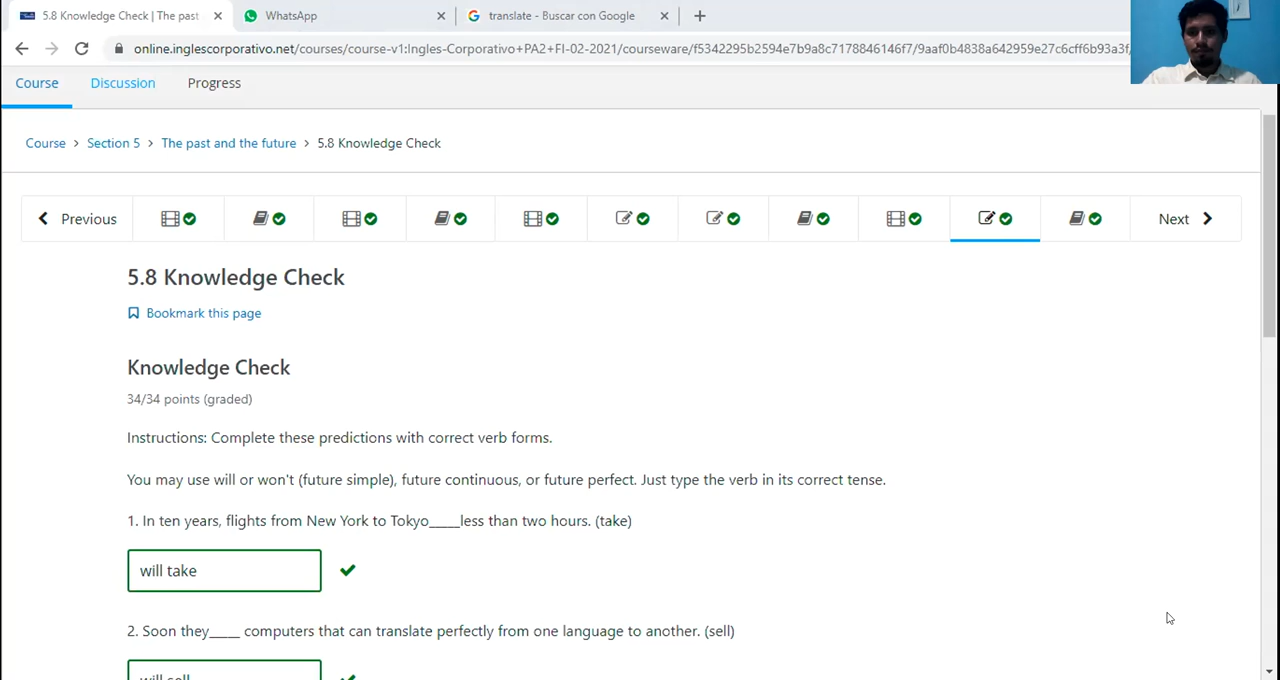 5.8 Knowledge Check | The past
WhatsApp
translate - Buscar con Google
online.inglescorporativo.net/courses/course-v1:Ingles-Corporativo+PA2+FI-02-2021/courseware/f5342295b2594e7b9a8c7178846146f7/9aaf0b4838a642959e27c6cff6b93a3f/
Course Discussion Progress
Course > Section 5 > The past and the future > 5.8 Knowledge Check
Previous Next
5.8 Knowledge Check
Bookmark this page
Knowledge Check
34/34 points (graded)
Instructions: Complete these predictions with correct verb forms.
You may use will or won't (future simple), future continuous, or future perfect. Just type the verb in its correct tense.
1. In ten years, flights from New York to Tokyo____less than two hours. (take)
will take
2. Soon they____ computers that can translate perfectly from one language to another. (sell)
will sell